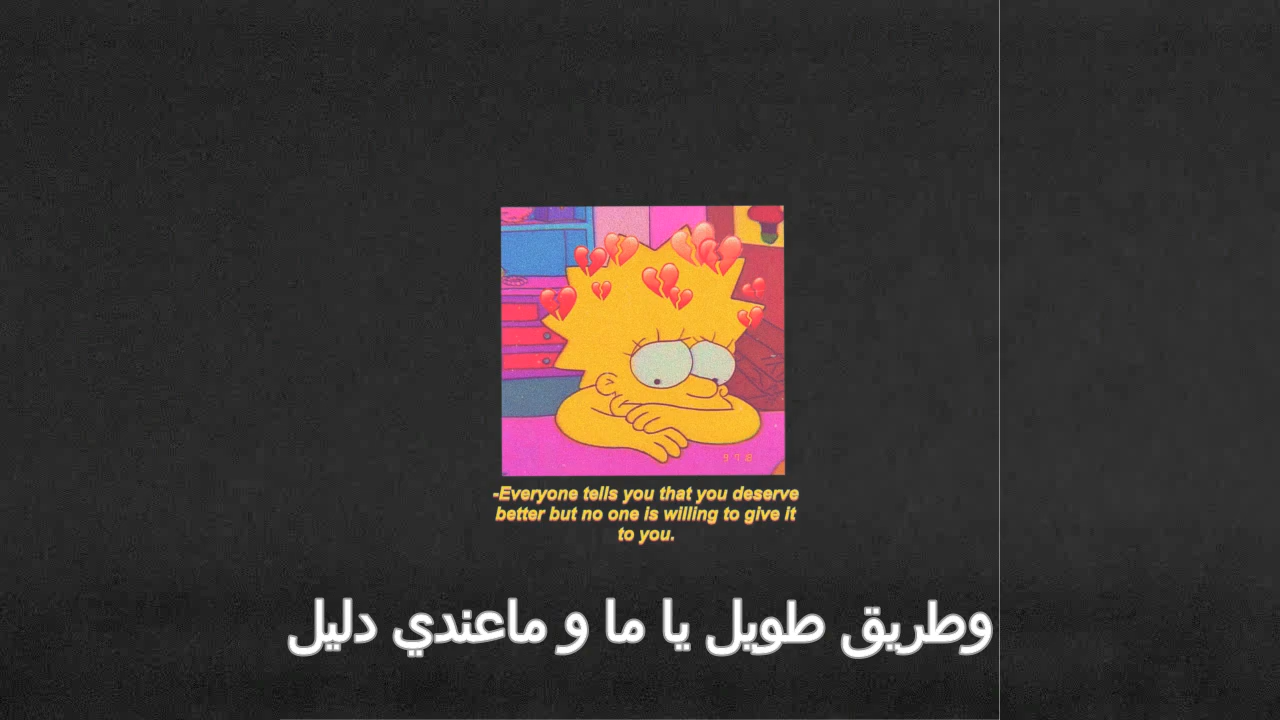 -Everyone tells you that you deserve
better but no one is willing to give it
to you.
وطريق طويل يا ما و ماعندي دليل